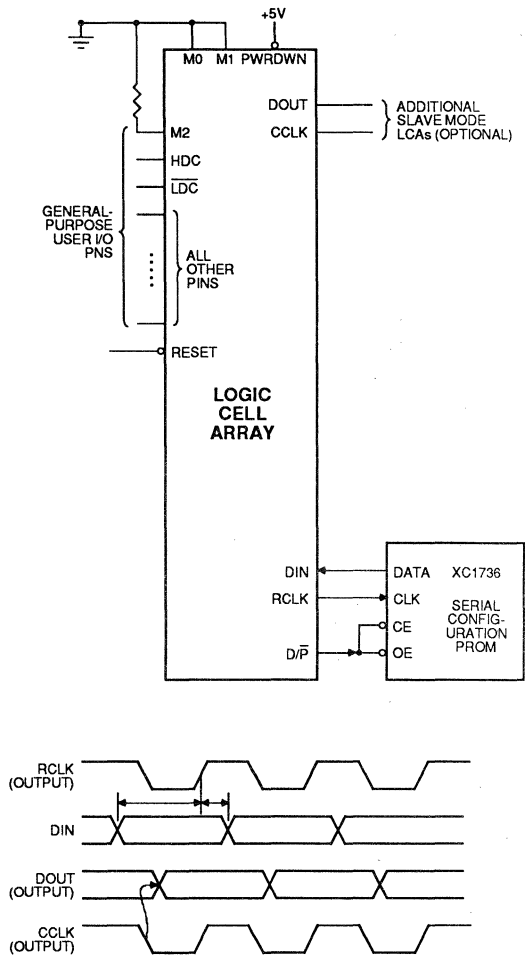 +5V
M0 M1 PWRDWN
DOUT
CCLK
ADDITIONAL
SLAVE MODE
LCAs (OPTIONAL)
M2
HDC
LDC
GENERAL-
PURPOSE
USER I/O
PNS
ALL
OTHER
PINS
RESET
LOGIC
CELL
ARRAY
DIN
RCLK
D/P
DATA XC1736
CLK
CE
OE
SERIAL
CONFIG-
URATION
PROM
RCLK
(OUTPUT)
DIN
DOUT
(OUTPUT)
CCLK
(OUTPUT)